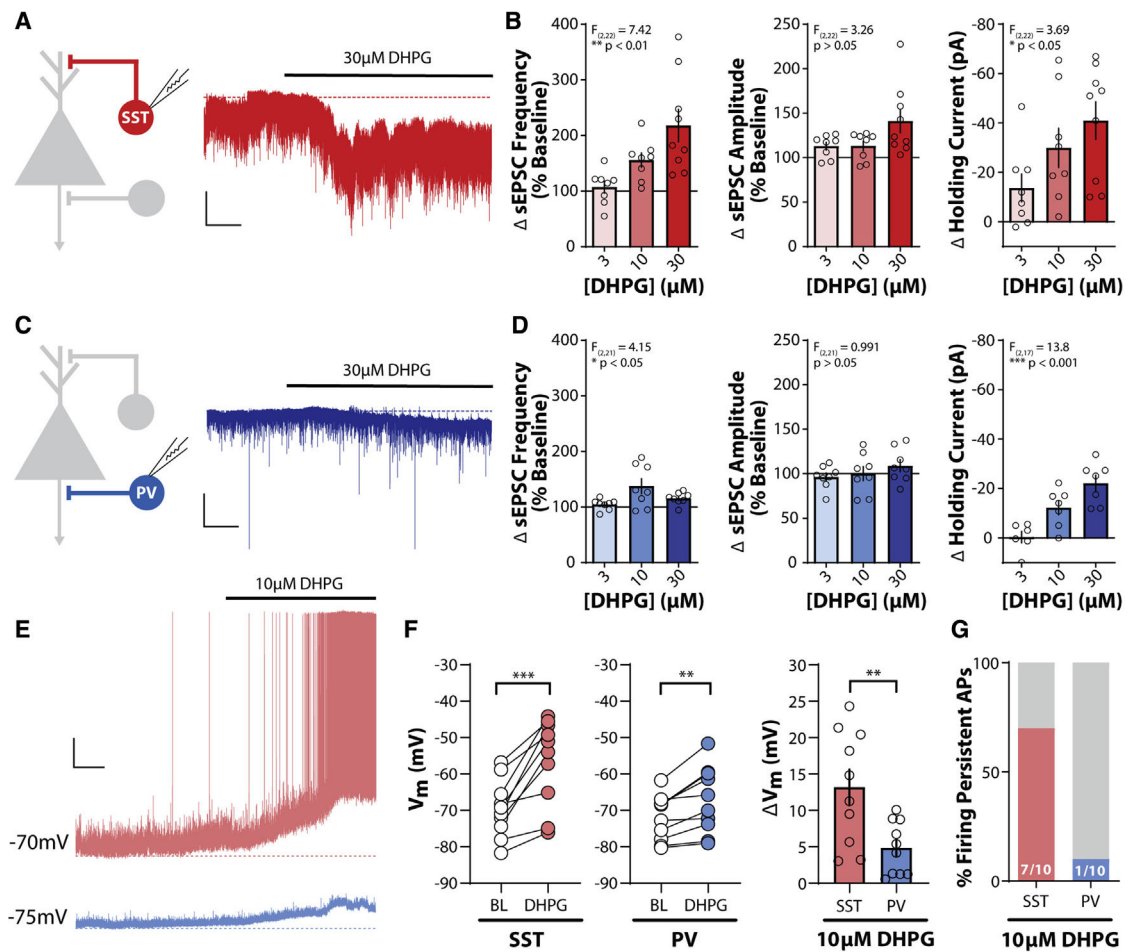 A
SST
30μM DHPG
B
Δ sEPSC Frequency
(% Baseline)
F(2,22) = 7.42
** p < 0.01
400
300
200
100
0
3
10
30
[DHPG] (μM)
Δ sEPSC Amplitude
(% Baseline)
F(2,22) = 3.26
p > 0.05
250
200
150
100
50
0
3
10
30
[DHPG] (μM)
Δ Holding Current (pA)
F(2,22) = 3.69
* p < 0.05
-80
-60
-40
-20
0
3
10
30
[DHPG] (μM)
C
PV
30μM DHPG
D
Δ sEPSC Frequency
(% Baseline)
F(2,21) = 4.15
* p < 0.05
400
300
200
100
0
3
10
30
[DHPG] (μM)
Δ sEPSC Amplitude
(% Baseline)
F(2,21) = 0.991
p > 0.05
250
200
150
100
50
0
3
10
30
[DHPG] (μM)
Δ Holding Current (pA)
F(2,17) = 13.8
*** p < 0.001
-80
-60
-40
-20
0
3
10
30
[DHPG] (μM)
E
10μM DHPG
-70mV
-75mV
F
Vm (mV)
-30
-40
-50
-60
-70
-80
-90
***
BL
DHPG
SST
-30
-40
-50
-60
-70
-80
-90
**
BL
DHPG
PV
ΔVm (mV)
30
25
20
15
10
5
0
**
SST
PV
10μM DHPG
G
% Firing Persistent APs
100
50
0
7/10
1/10
SST
PV
10μM DHPG